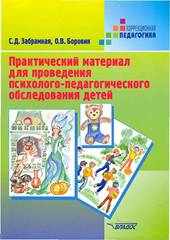 С.Д. Забрамная, О.В. Боровик
КОРРЕКЦИОННАЯ
ПЕДАГОГИКА
Практический материал
для проведения
психолого-педагогического
обследования детей
ВЛАДОС